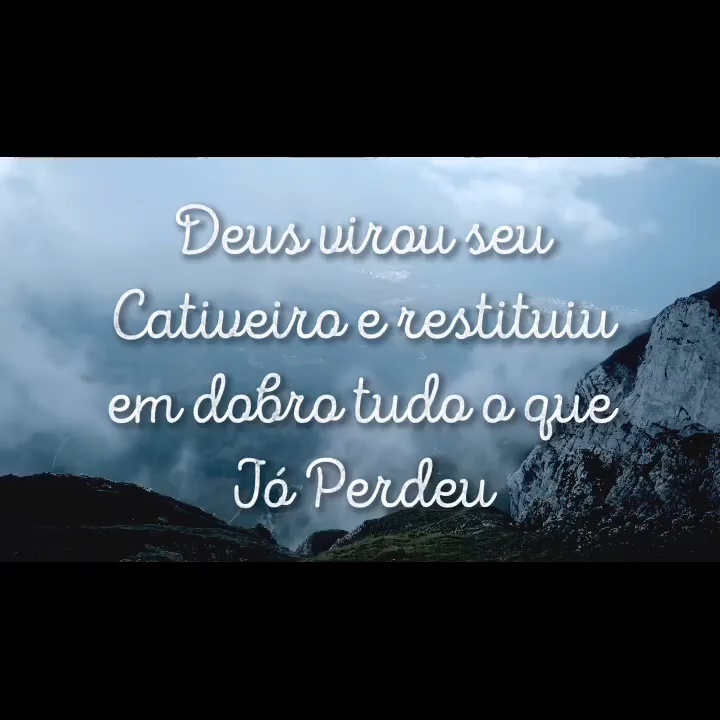 Deus virou seu
Cativeiro e restituiu
em dobro tudo o que
Jó Perdeu